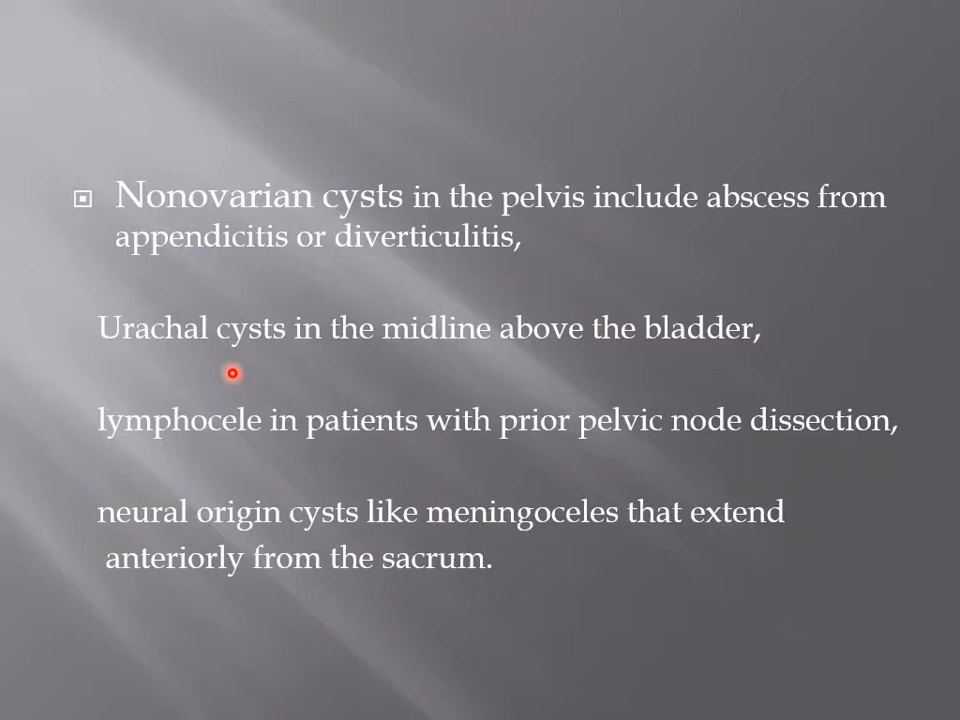 Nonovarian cysts in the pelvis include abscess from
appendicitis or diverticulitis,
Urachal cysts in the midline above the bladder,
lymphocele in patients with prior pelvic node dissection,
neural origin cysts like meningoceles that extend
anteriorly from the sacrum.